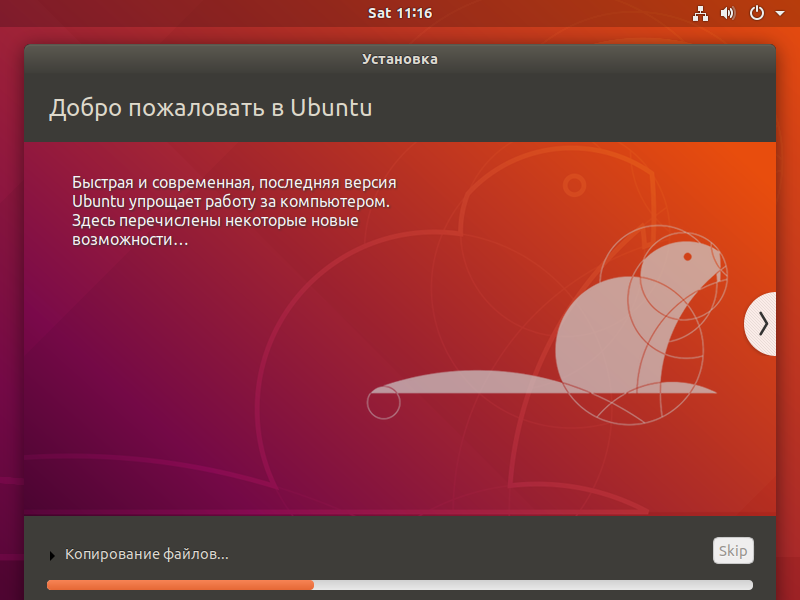 Sat 11:16
Установка
Добро пожаловать в Ubuntu
Быстрая и современная, последняя версия
Ubuntu упрощает работу за компьютером.
Здесь перечислены некоторые новые
возможности...
Копирование файлов...
Skip